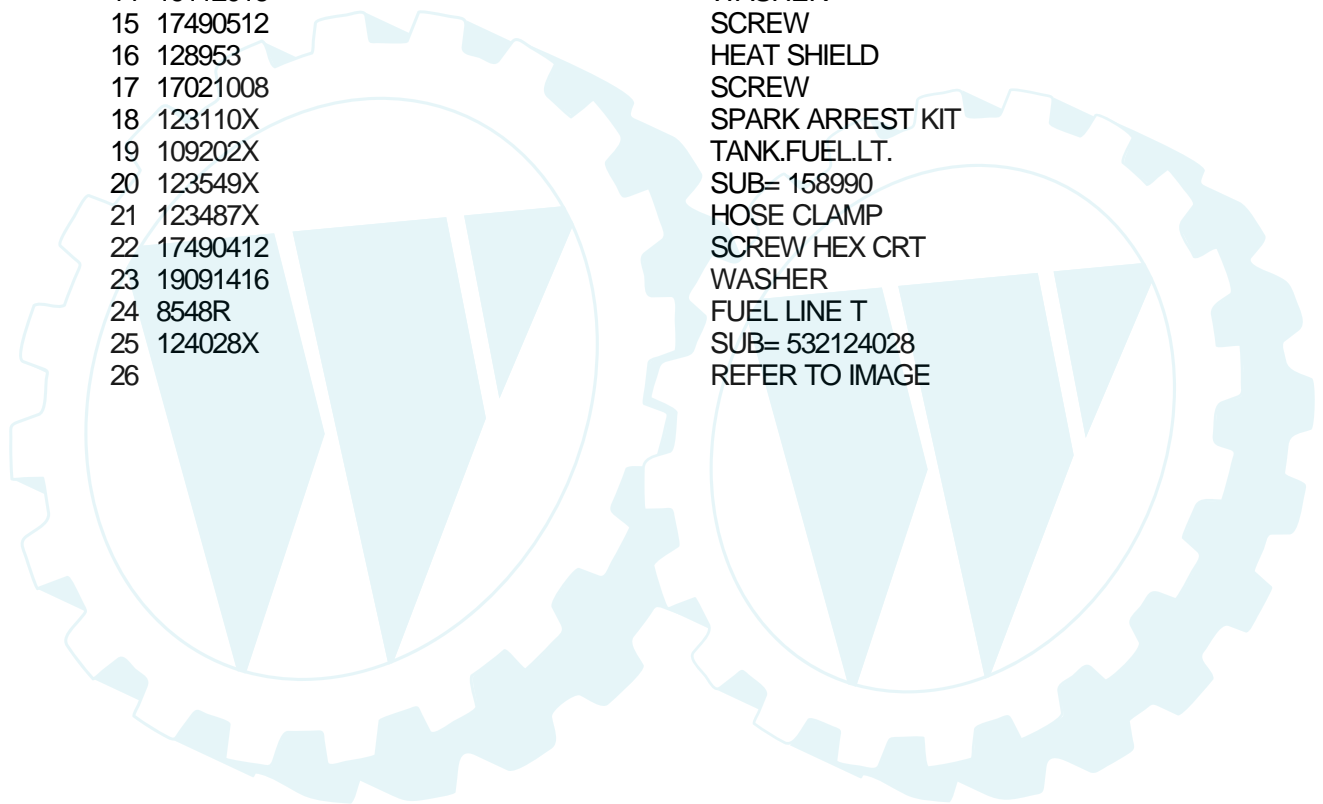 15 17490512 SCREW
16 128953 HEAT SHIELD
17 17021008 SCREW
18 123110X SPARK ARREST KIT
19 109202X TANK.FUEL.LT.
20 123549X SUB= 158990
21 123487X HOSE CLAMP
22 17490412 SCREW HEX CRT
23 19091416 WASHER
24 8548R FUEL LINE T
25 124028X SUB= 532124028
26 REFER TO IMAGE